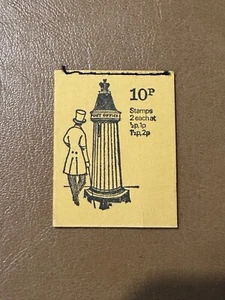 10P
POST OFFICE
Stamps
2 each at
½p, 1p
1½p, 2p